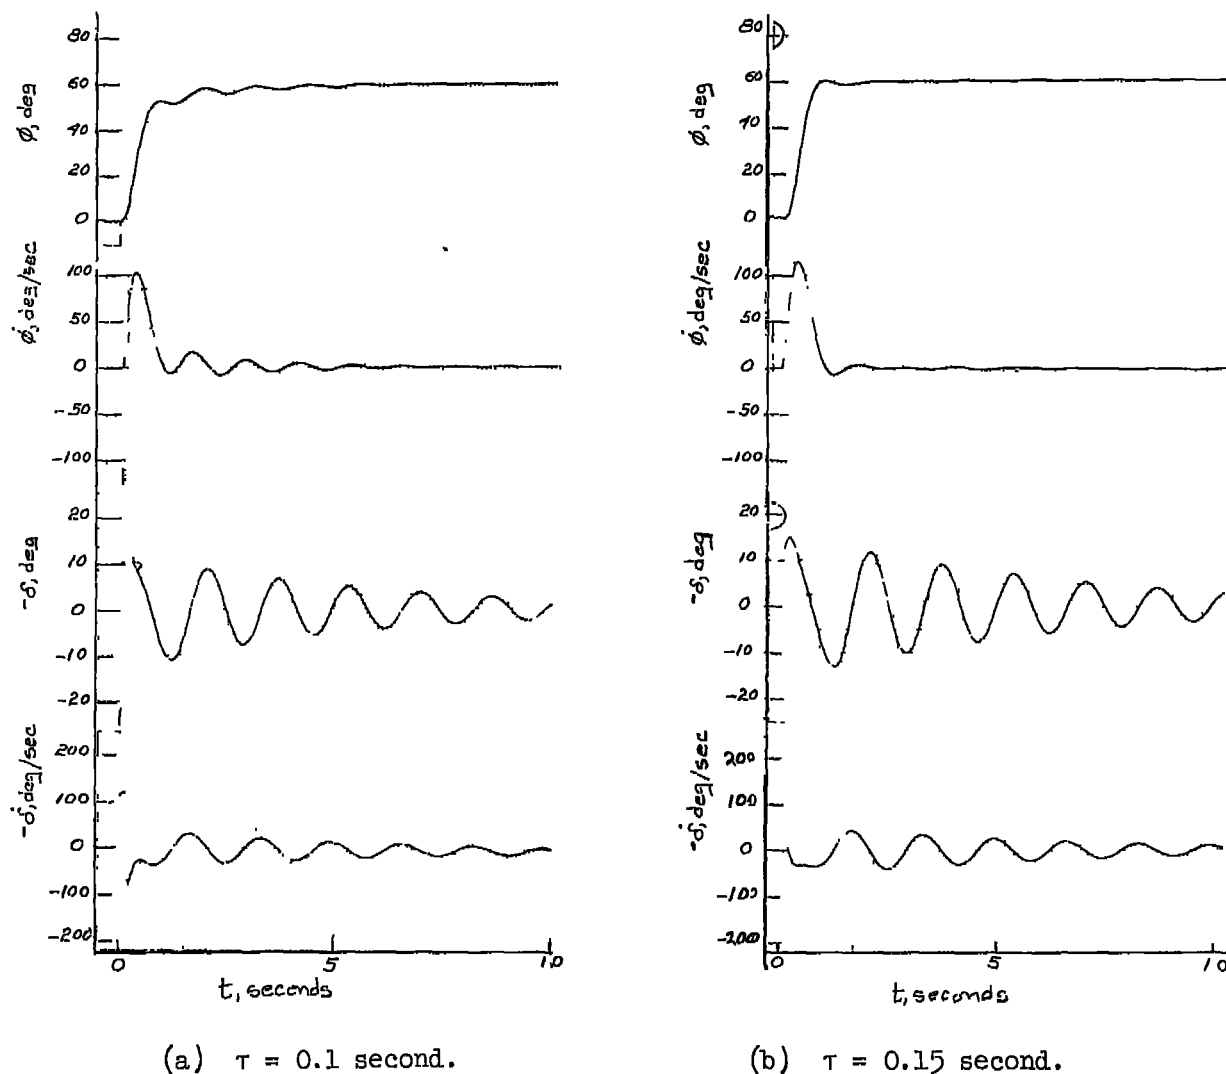 80
60
40
20
0
ø, deg
100
50
0
-50
-100
ø̇, deg/sec
20
10
0
-10
-20
-δ, deg
200
100
0
-100
-200
-δ̇, deg/sec
0 5 10
t, seconds
(a) τ = 0.1 second.
80
60
40
20
0
ø, deg
100
50
0
-50
-100
ø̇, deg/sec
20
10
0
-10
-20
-δ, deg
200
100
0
-100
-200
-δ̇, deg/sec
0 5 10
t, seconds
(b) τ = 0.15 second.